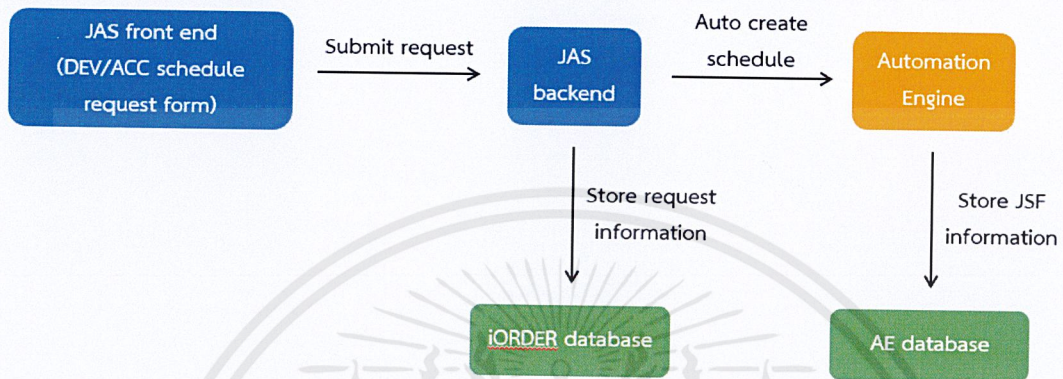 JAS front end
(DEV/ACC schedule
request form)
Submit request
JAS
backend
Auto create
schedule
Automation
Engine
Store request
information
Store JSF
information
iORDER database
AE database